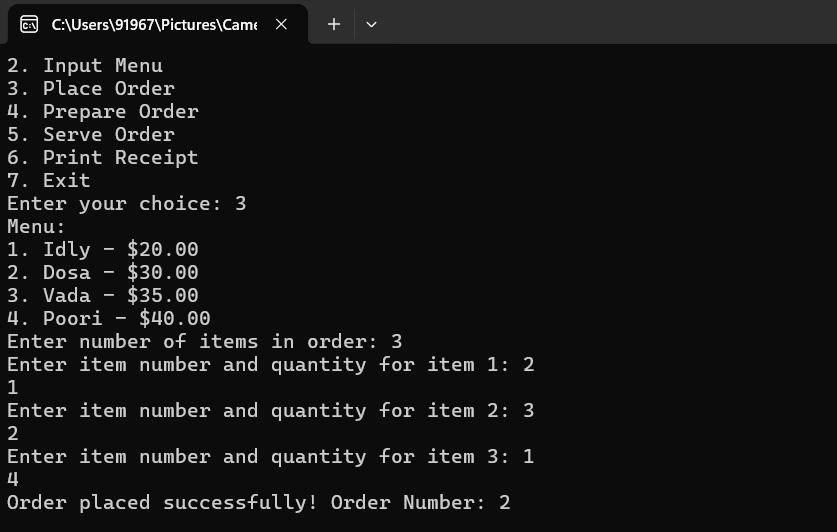 C:\Users\91967\Pictures\Came
2. Input Menu
3. Place Order
4. Prepare Order
5. Serve Order
6. Print Receipt
7. Exit
Enter your choice: 3
Menu:
1. Idly - $20.00
2. Dosa - $30.00
3. Vada - $35.00
4. Poori - $40.00
Enter number of items in order: 3
Enter item number and quantity for item 1: 2
1
Enter item number and quantity for item 2: 3
2
Enter item number and quantity for item 3: 1
4
Order placed successfully! Order Number: 2